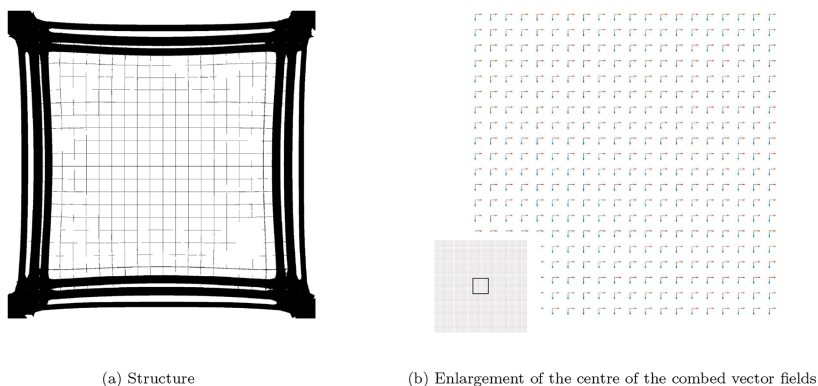 (a) Structure
(b) Enlargement of the centre of the combed vector fields